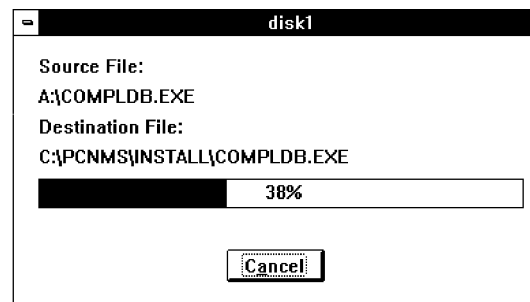 disk1
Source File:
A:\COMPLDB.EXE
Destination File:
C:\PCNMS\INSTALL\COMPLDB.EXE
38%
Cancel